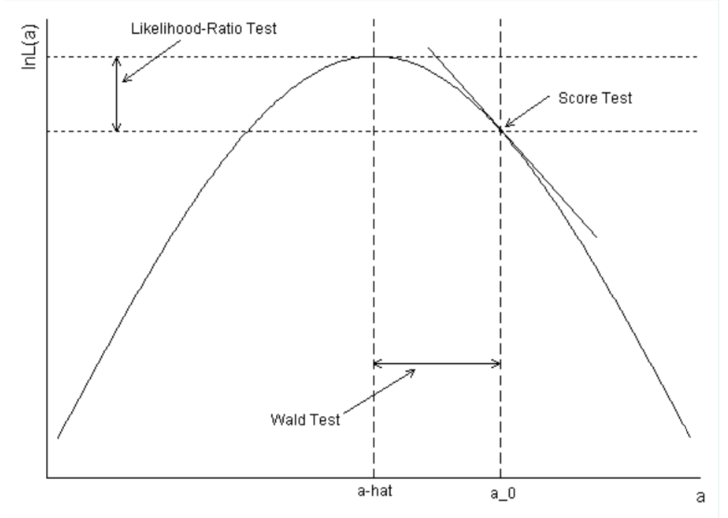 lnL(a)
Likelihood-Ratio Test
Score Test
Wald Test
a-hat
a_0
a